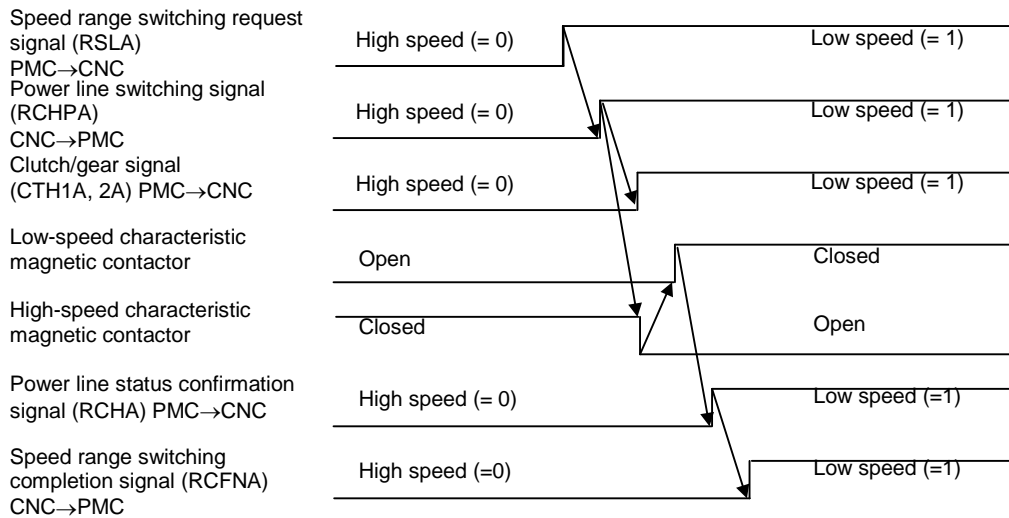 Speed range switching request
signal (RSLA)
PMC→CNC
High speed (= 0)
Low speed (= 1)
Power line switching signal
(RCHPA)
CNC→PMC
High speed (= 0)
Low speed (= 1)
Clutch/gear signal
(CTH1A, 2A) PMC→CNC
High speed (= 0)
Low speed (= 1)
Low-speed characteristic
magnetic contactor
Open
Closed
High-speed characteristic
magnetic contactor
Closed
Open
Power line status confirmation
signal (RCHA) PMC→CNC
High speed (= 0)
Low speed (=1)
Speed range switching
completion signal (RCFNA)
CNC→PMC
High speed (=0)
Low speed (=1)